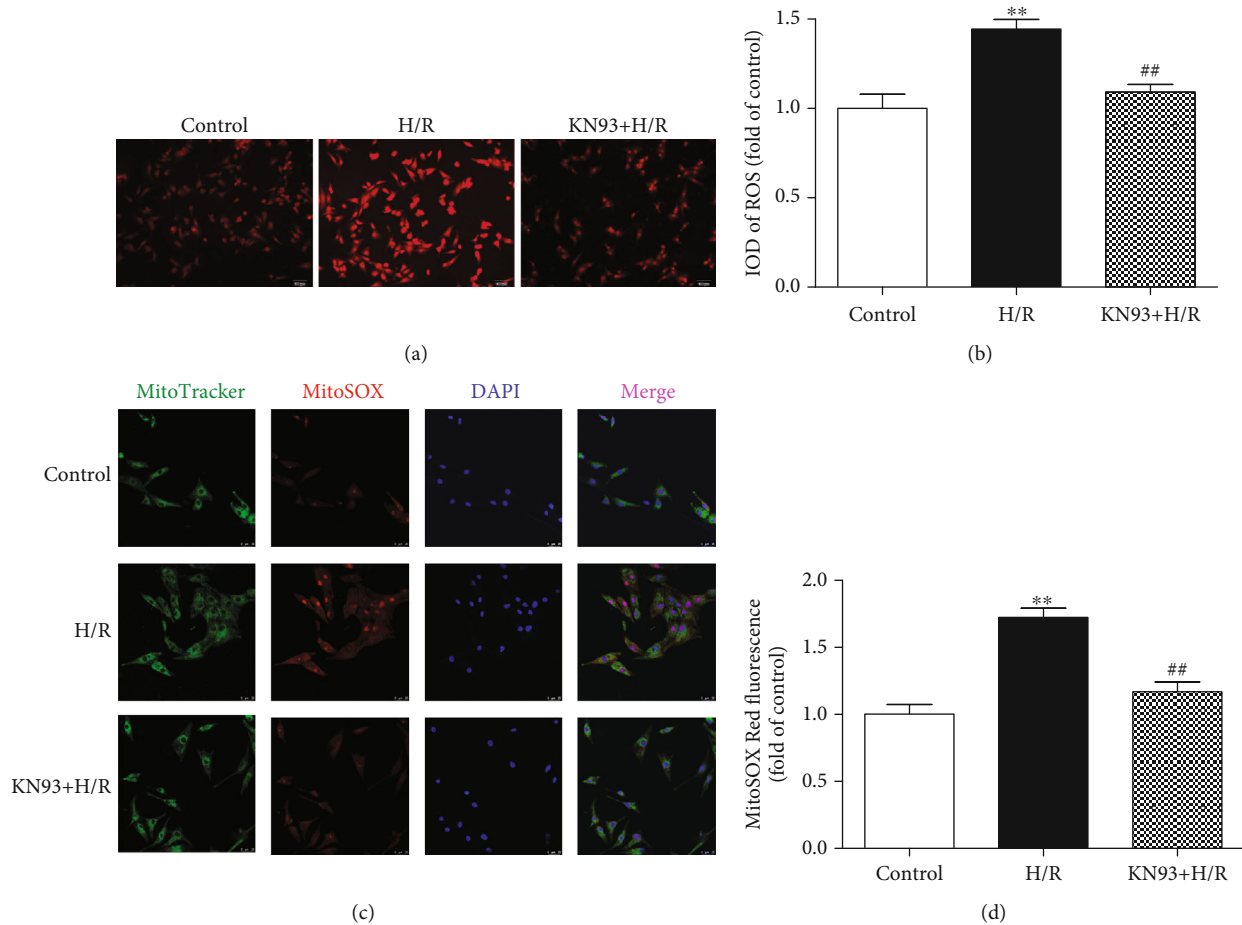 Control H/R KN93+H/R
(a)
IOD of ROS (fold of control)
1.5
1.0
0.5
0.0
**
##
Control H/R KN93+H/R
(b)
MitoTracker MitoSOX DAPI Merge
Control
H/R
KN93+H/R
(c)
MitoSOX Red fluorescence
(fold of control)
2.0
1.5
1.0
0.5
0.0
**
##
Control H/R KN93+H/R
(d)